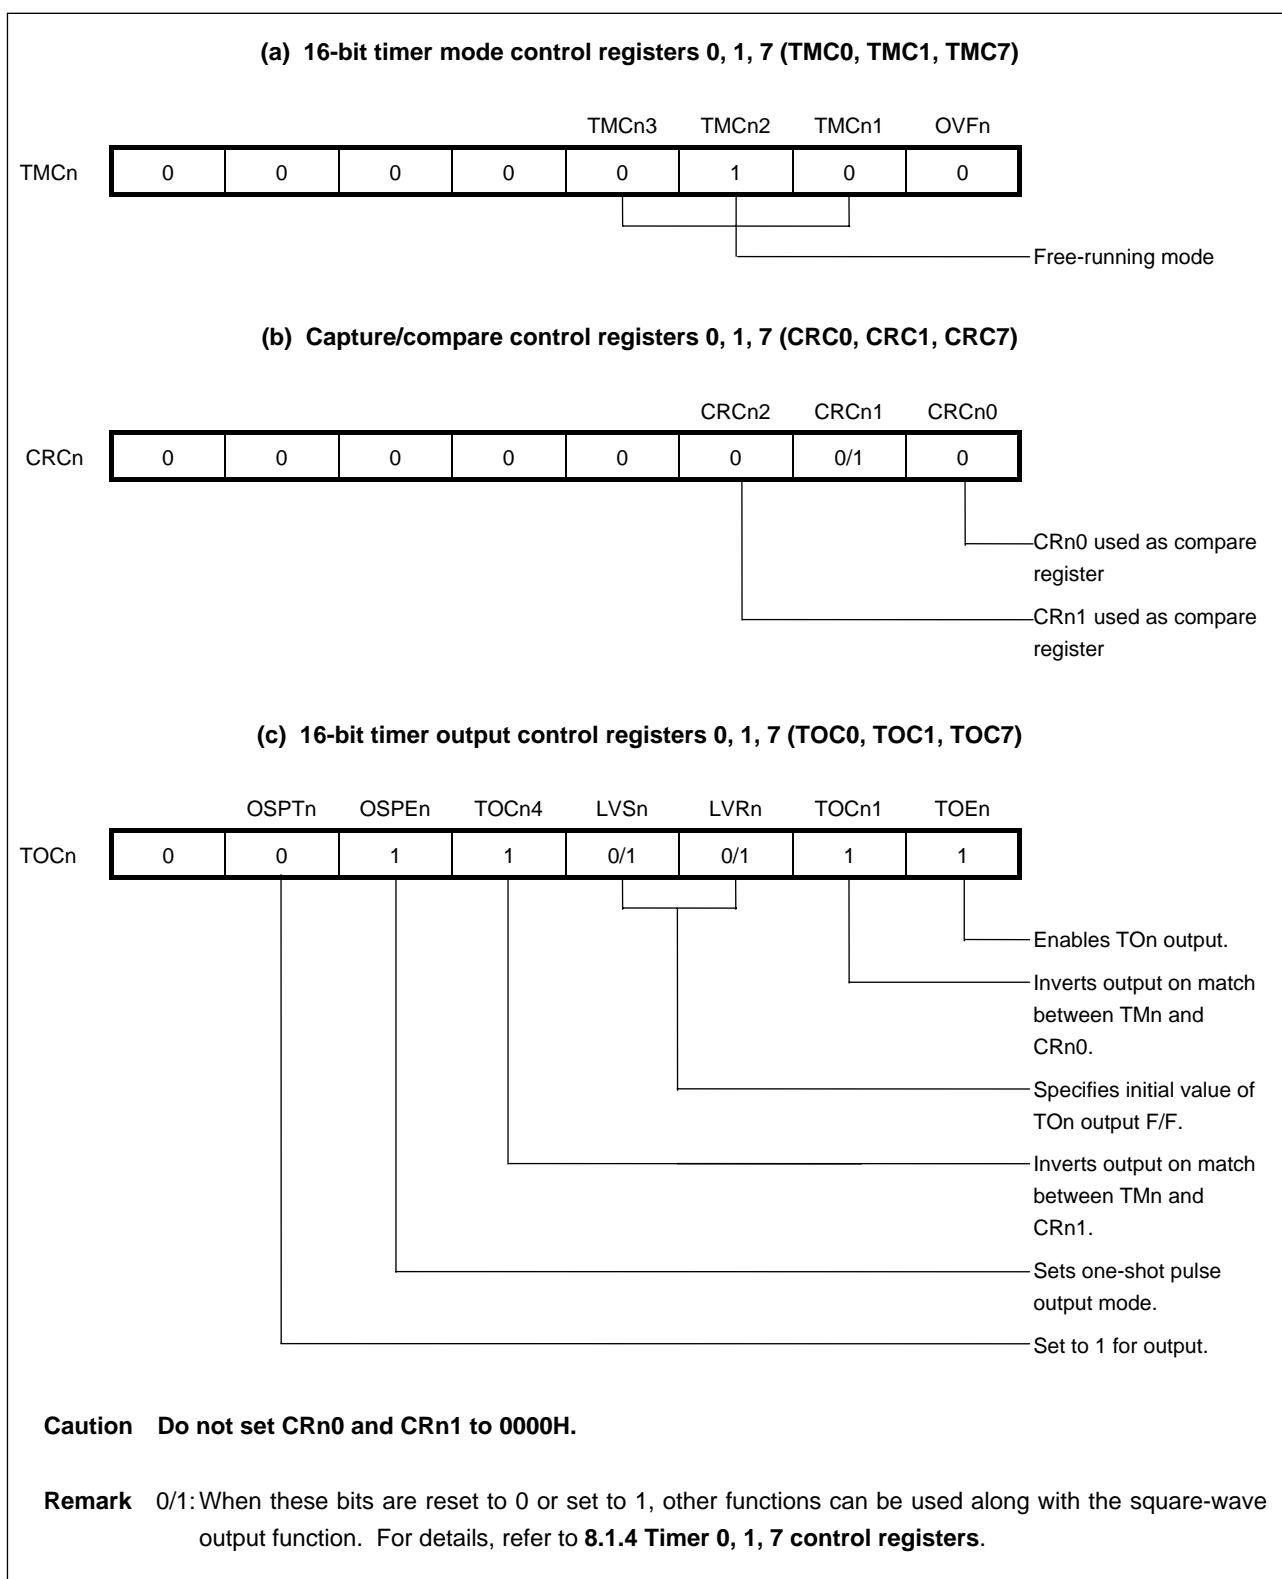 (a) 16-bit timer mode control registers 0, 1, 7 (TMC0, TMC1, TMC7)
TMCn3 TMCn2 TMCn1 OVFn
TMCn 0 0 0 0 0 1 0 0
Free-running mode
(b) Capture/compare control registers 0, 1, 7 (CRC0, CRC1, CRC7)
CRCn2 CRCn1 CRCn0
CRCn 0 0 0 0 0 0 0/1 0
CRn0 used as compare
register
CRn1 used as compare
register
(c) 16-bit timer output control registers 0, 1, 7 (TOC0, TOC1, TOC7)
OSPTn OSPEn TOCn4 LVSn LVRn TOCn1 TOEn
TOCn 0 0 1 1 0/1 0/1 1 1
Enables TOn output.
Inverts output on match
between TMn and
CRn0.
Specifies initial value of
TOn output F/F.
Inverts output on match
between TMn and
CRn1.
Sets one-shot pulse
output mode.
Set to 1 for output.
Caution Do not set CRn0 and CRn1 to 0000H.
Remark 0/1: When these bits are reset to 0 or set to 1, other functions can be used along with the square-wave
output function. For details, refer to 8.1.4 Timer 0, 1, 7 control registers.